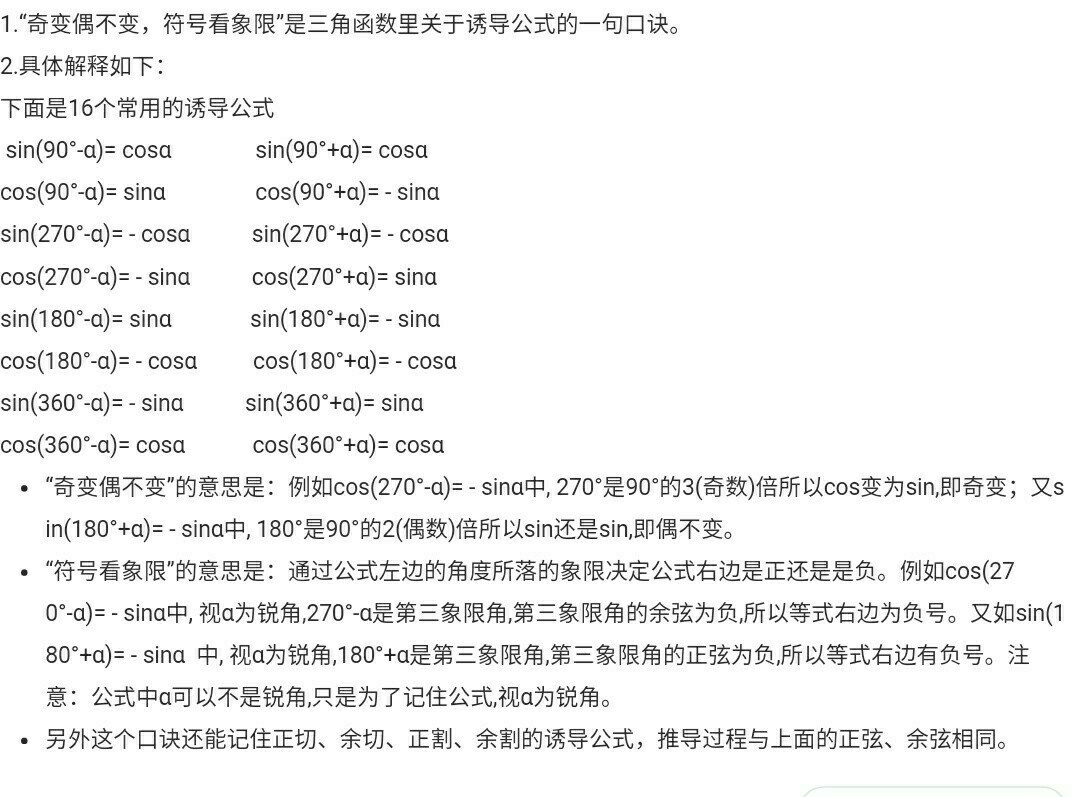 1.“奇变偶不变，符号看象限”是三角函数里关于诱导公式的一句口诀。
2.具体解释如下：
下面是16个常用的诱导公式
sin(90°-α)= cosα sin(90°+α)= cosα
cos(90°-α)= sinα cos(90°+α)= - sinα
sin(270°-α)= - cosα sin(270°+α)= - cosα
cos(270°-α)= - sinα cos(270°+α)= sinα
sin(180°-α)= sinα sin(180°+α)= - sinα
cos(180°-α)= - cosα cos(180°+α)= - cosα
sin(360°-α)= - sinα sin(360°+α)= sinα
cos(360°-α)= cosα cos(360°+α)= cosα
• “奇变偶不变”的意思是：例如cos(270°-α)= - sinα中, 270°是90°的3(奇数)倍所以cos变为sin,即奇变；又s
in(180°+α)= - sinα中, 180°是90°的2(偶数)倍所以sin还是sin,即偶不变。
• “符号看象限”的意思是：通过公式左边的角度所落的象限决定公式右边是正还是是负。例如cos(27
0°-α)= - sinα中, 视α为锐角,270°-α是第三象限角,第三象限角的余弦为负,所以等式右边为负号。又如sin(1
80°+α)= - sinα 中, 视α为锐角,180°+α是第三象限角,第三象限角的正弦为负,所以等式右边有负号。注
意：公式中α可以不是锐角,只是为了记住公式,视α为锐角。
• 另外这个口诀还能记住正切、余切、正割、余割的诱导公式，推导过程与上面的正弦、余弦相同。